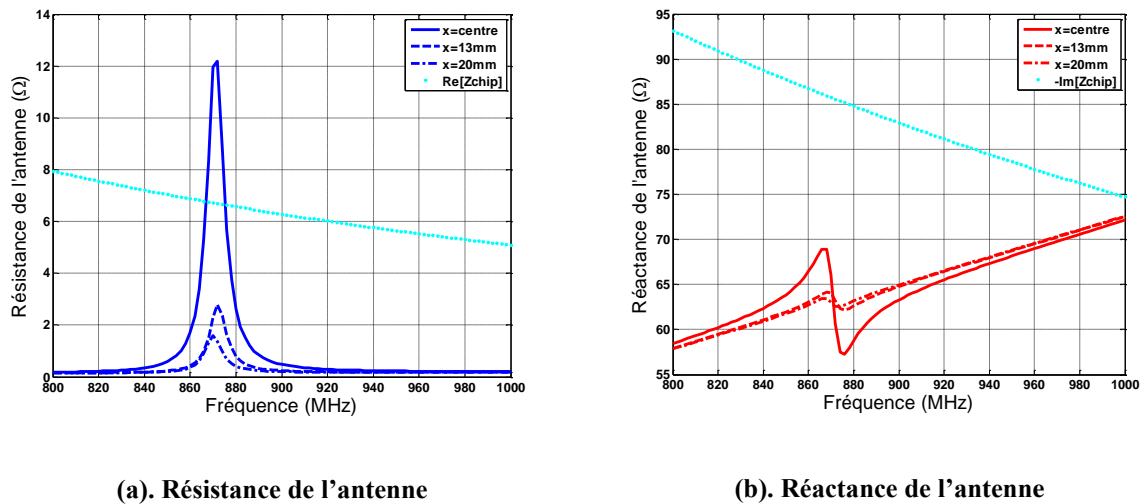 14
12
10
8
6
4
2
0
800 820 840 860 880 900 920 940 960 980 1000
Fréquence (MHz)
Résistance de l'antenne (Ω)
x=centre
x=13mm
x=20mm
Re[Zchip]
95
90
85
80
75
70
65
60
55
800 820 840 860 880 900 920 940 960 980 1000
Fréquence (MHz)
Réactance de l'antenne (Ω)
x=centre
x=13mm
x=20mm
-Im[Zchip]
(a). Résistance de l’antenne
(b). Réactance de l’antenne